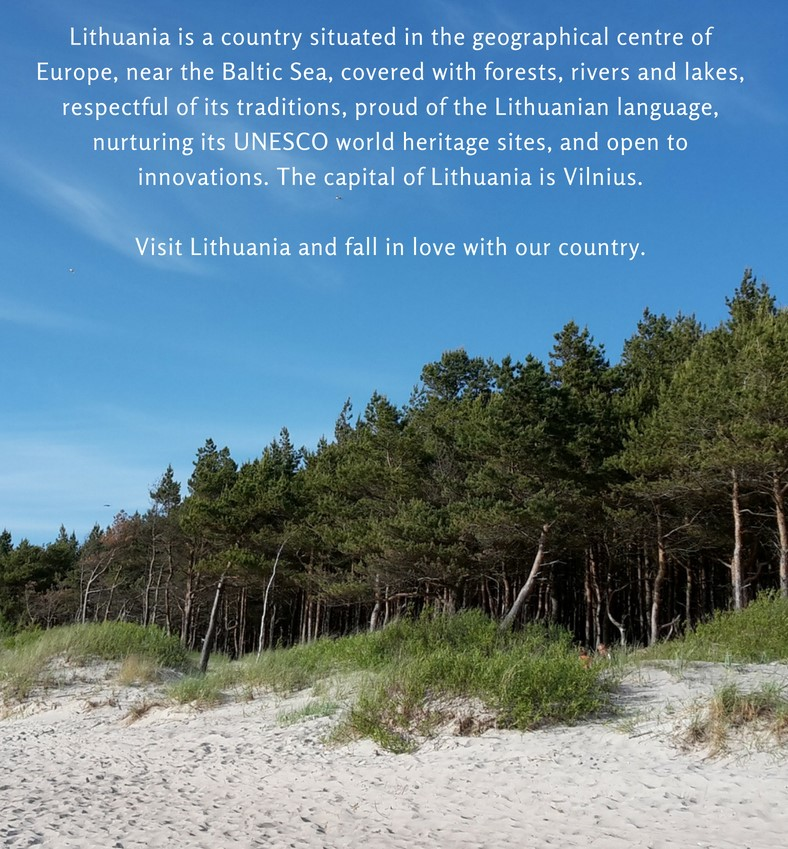 Lithuania is a country situated in the geographical centre of
Europe, near the Baltic Sea, covered with forests, rivers and lakes,
respectful of its traditions, proud of the Lithuanian language,
nurturing its UNESCO world heritage sites, and open to
innovations. The capital of Lithuania is Vilnius.
Visit Lithuania and fall in love with our country.